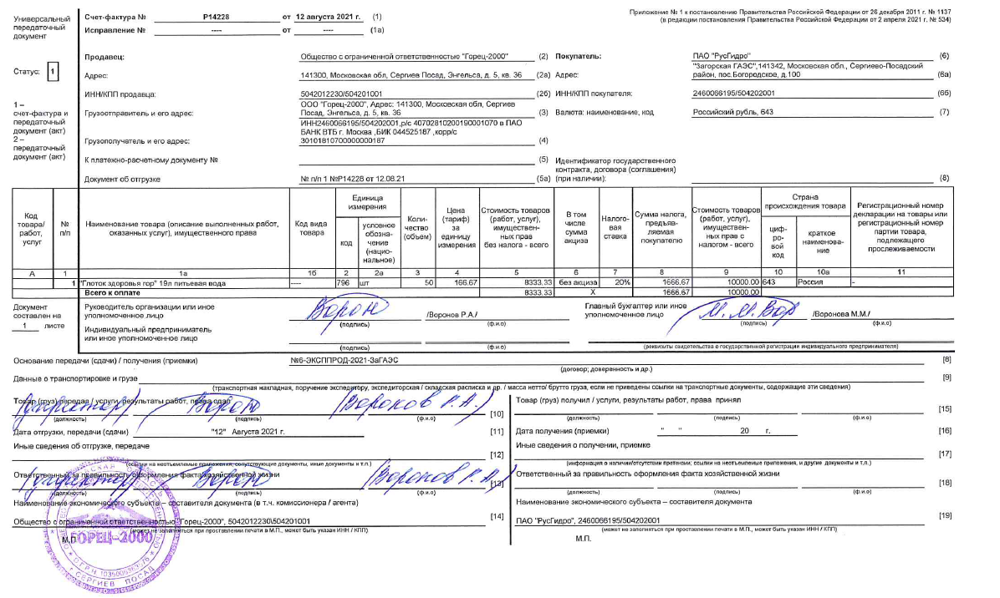 Универсальный передаточный документ
Счет-фактура № Р14228 от 12 августа 2021 г. (1)
Исправление № ---- от ---- (1а)
Приложение № 1 к постановлению Правительства Российской Федерации от 26 декабря 2011 г. № 1137
(в редакции постановления Правительства Российской Федерации от 2 апреля 2021 г. № 534)
Статус: 1
1 –
счет-фактура и
передаточный
документ (акт)
2 –
передаточный
документ (акт)
Продавец: Общество с ограниченной ответственностью "Горец-2000" (2)
Адрес: 141300, Московская обл, Сергиев Посад, Энгельса, д. 5, кв. 36 (2а)
ИНН/КПП продавца: 5042012230/504201001 (2б)
Грузоотправитель и его адрес: ООО "Горец-2000", Адрес: 141300, Московская обл, Сергиев
Посад, Энгельса, д. 5, кв. 36 (3)
Грузополучатель и его адрес: ИНН2460066195/504202001,р/с 40702810200190001070 в ПАО
БАНК ВТБ г. Москва ,БИК 044525187 ,корр/с
30101810700000000187 (4)
К платежно-расчетному документу № (5)
Документ об отгрузке № п/п 1 №Р14228 от 12.08.21 (5а)
Покупатель: ПАО "РусГидро" (6)
Адрес: "Загорская ГАЭС",141342, Московская обл., Сергиево-Посадский
район, пос.Богородское, д.100 (6а)
ИНН/КПП покупателя: 2460066195/504202001 (6б)
Валюта: наименование, код Российский рубль, 643 (7)
Идентификатор государственного
контракта, договора (соглашения)
(при наличии): (8)
Код товара/ работ, услуг
№ п/п
Наименование товара (описание выполненных работ, оказанных услуг), имущественного права
Код вида товара
Единица измерения
код
условное обозна-чение (нацио-нальное)
Коли-чество (объем)
Цена (тариф) за единицу измерения
Стоимость товаров (работ, услуг), имуществен-ных прав без налога - всего
В том числе сумма акциза
Налого-вая ставка
Сумма налога, предъяв-ляемая покупателю
Стоимость товаров (работ, услуг), имуществен-ных прав с налогом - всего
Страна происхождения товара
циф-ро-вой код
краткое наименова-ние
Регистрационный номер декларации на товары или регистрационный номер партии товара, подлежащего прослеживаемости
А 1 1а 1б 2 2а 3 4 5 6 7 8 9 10 10а 11
1 "Глоток здоровья гор" 19л питьевая вода ---- 796 шт 50 166.67 8333.33 без акциза 20% 1666.67 10000.00 643 Россия -
Всего к оплате 8333.33 Х 1666.67 10000.00
Документ
составлен на
1 листе
Руководитель организации или иное
уполномоченное лицо Ворон /Воронов Р.А./
(подпись) (ф.и.о)
Главный бухгалтер или иное
уполномоченное лицо М.М.Вор /Воронова М.М./
(подпись) (ф.и.о)
Индивидуальный предприниматель
или иное уполномоченное лицо
(подпись) (ф.и.о) (реквизиты свидетельства о государственной регистрации индивидуального предпринимателя)
Основание передачи (сдачи) / получения (приемки) №6-ЭКСППРОД-2021-ЗаГАЭС [8]
(договор; доверенность и др.)
Данные о транспортировке и грузе [9]
(транспортная накладная, поручение экспедитору, экспедиторская / складская расписка и др. / масса нетто/ брутто груза, если не приведены ссылки на транспортные документы, содержащие эти сведения)
Товар (груз) передал / услуги, результаты работ, права сдал
Директор Ворон (Воронов Р.А.) [10]
(должность) (подпись) (ф.и.о)
Дата отгрузки, передачи (сдачи) "12" Августа 2021 г. [11]
Иные сведения об отгрузке, передаче
[12]
(ссылки на неотъемлемые приложения, сопутствующие документы, иные документы и т.п.)
Ответственный за правильность оформления факта хозяйственной жизни
Директор Ворон (Воронов Р.А. [13]
(должность) (подпись) (ф.и.о)
Наименование экономического субъекта – составителя документа (в т.ч. комиссионера / агента)
Общество с ограниченной ответственностью "Горец-2000", 5042012230/504201001 [14]
(может не заполняться при проставлении печати в М.П., может быть указан ИНН / КПП)
М.П.
ГОРЕЦ-2000
СЕРГИЕВ ПОСАД
Товар (груз) получил / услуги, результаты работ, права принял
[15]
(должность) (подпись) (ф.и.о)
Дата получения (приемки) " " 20 г. [16]
Иные сведения о получении, приемке
[17]
(информация о наличии/отсутствии претензии; ссылки на неотъемлемые приложения, и другие документы и т.п.)
Ответственный за правильность оформления факта хозяйственной жизни
[18]
(должность) (подпись) (ф.и.о)
Наименование экономического субъекта – составителя документа
ПАО "РусГидро", 2460066195/504202001 [19]
(может не заполняться при проставлении печати в М.П., может быть указан ИНН / КПП)
М.П.